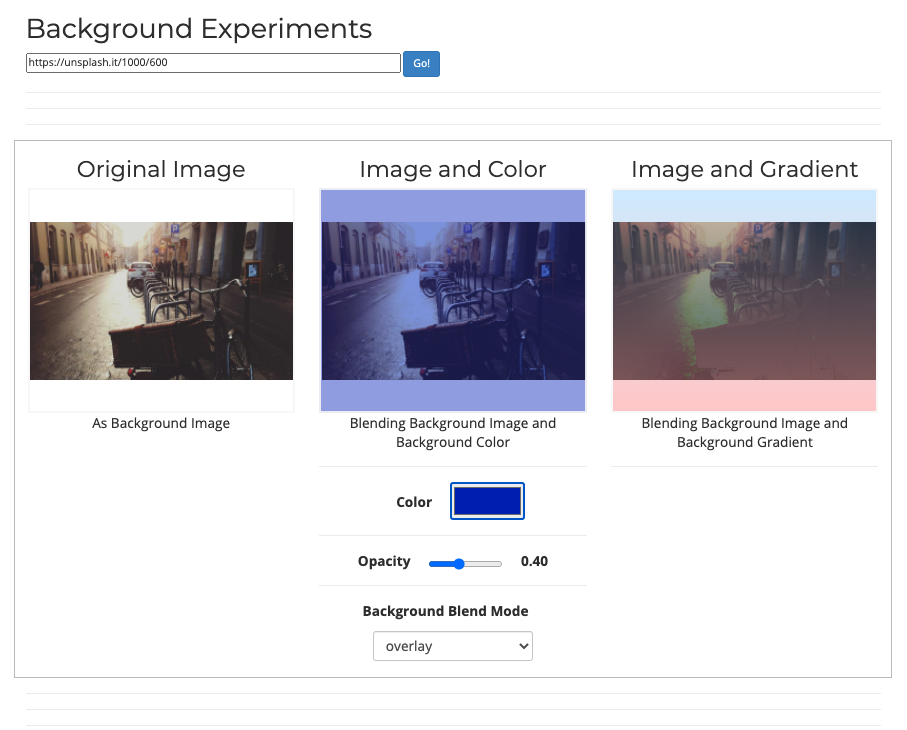 Background Experiments
https://unsplash.it/1000/600
Go!
Original Image
As Background Image
Image and Color
P
Blending Background Image and
Background Color
Color
Opacity
0.40
Background Blend Mode
overlay
Image and Gradient
Blending Background Image and
Background Gradient